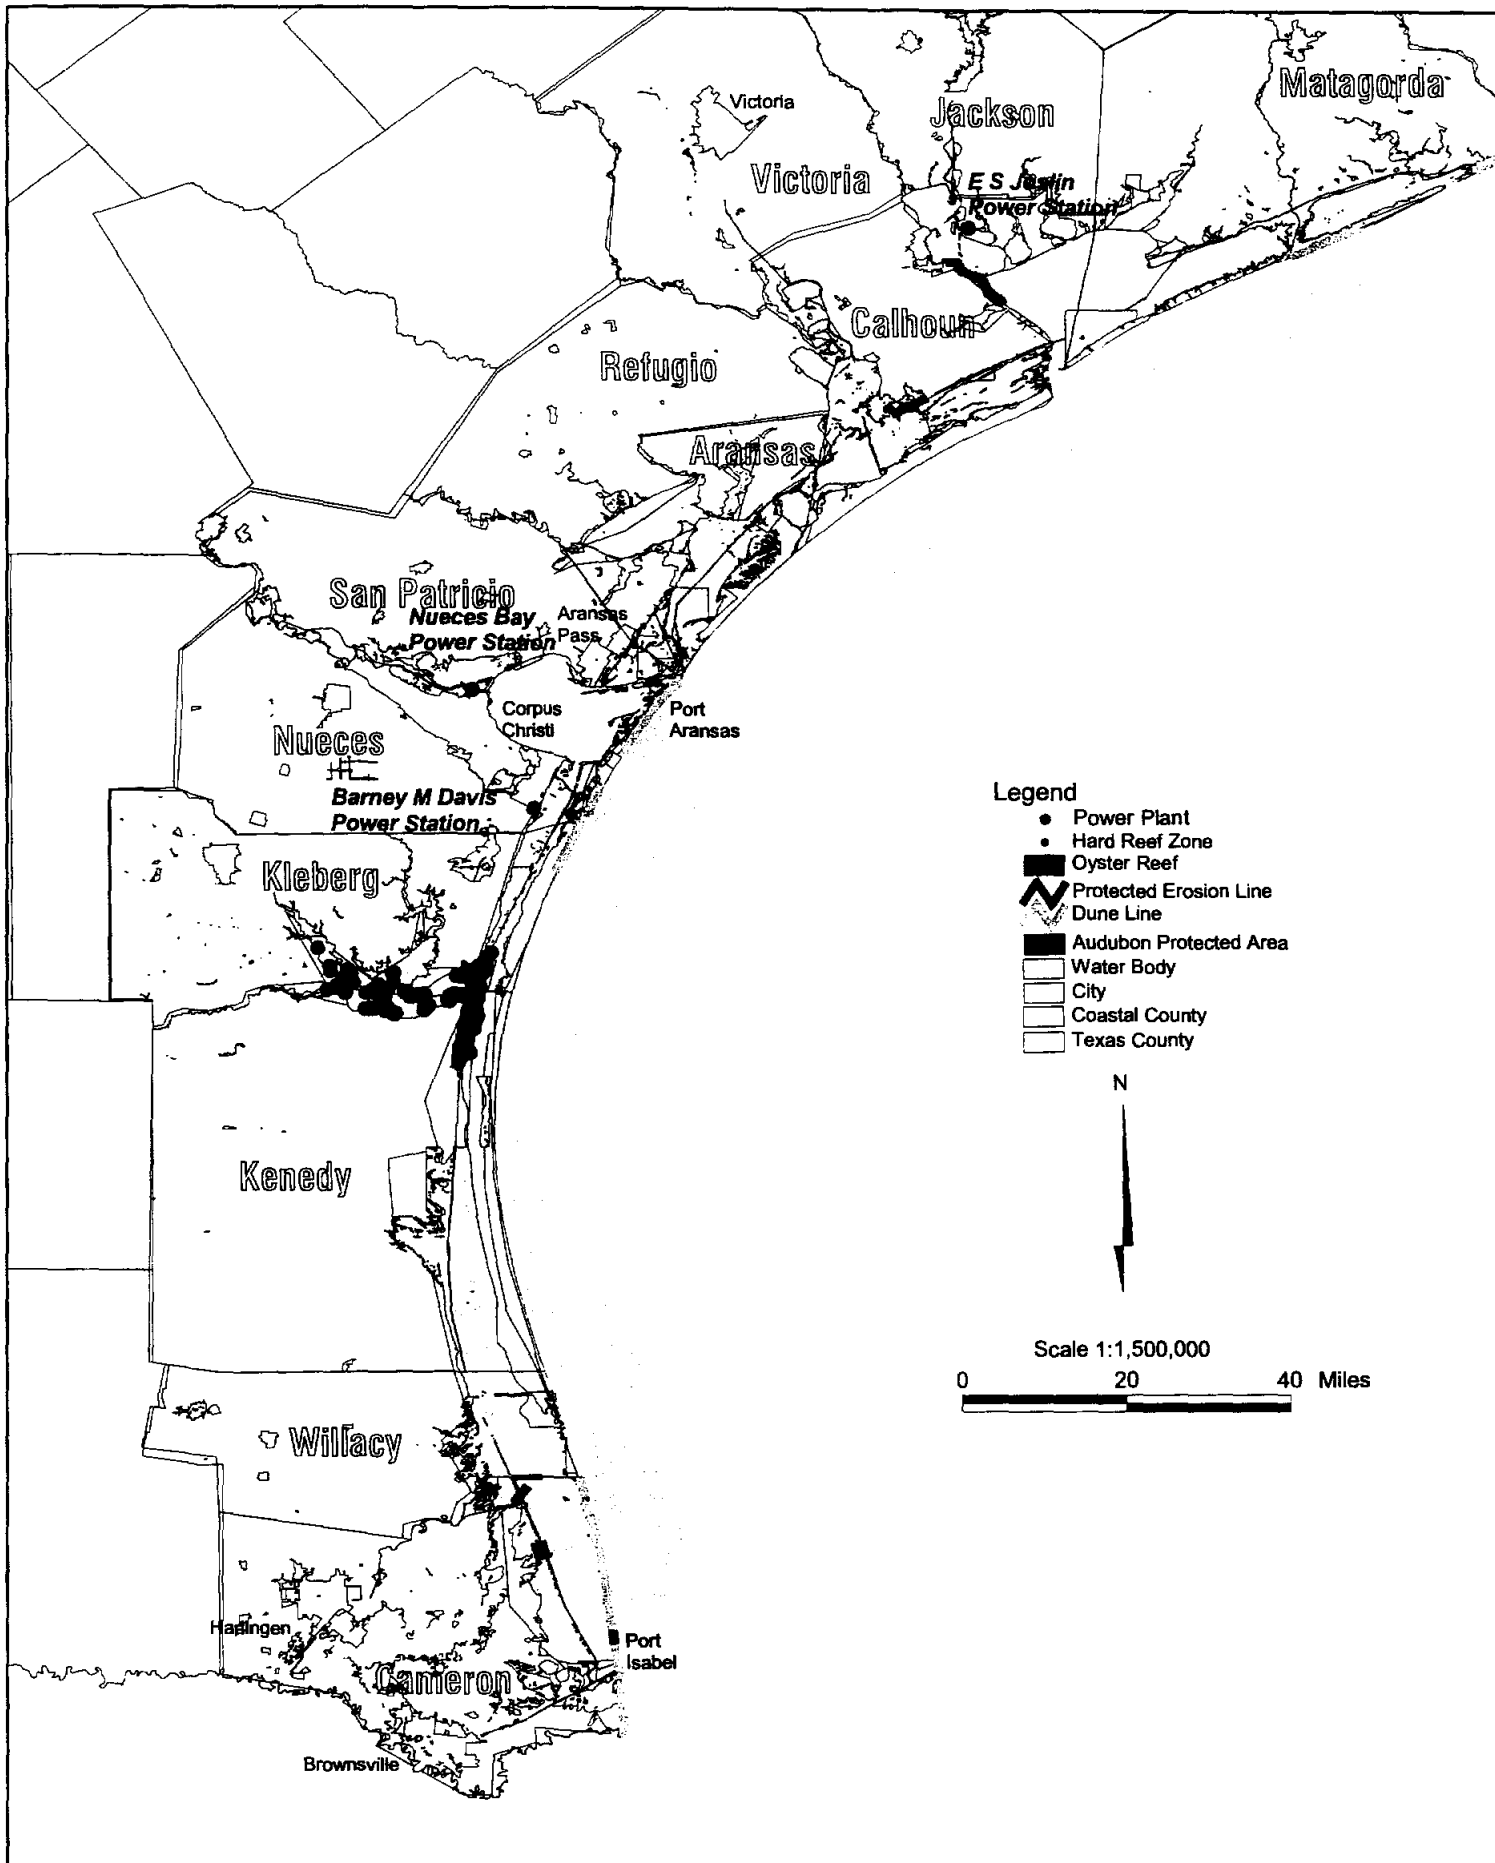 Matagorda
Victoria
Jackson
Victoria
E S Joslin
Power Station
Calhoun
Refugio
Aransas
San Patricio
Nueces Bay
Power Station
Aransas
Pass
Corpus
Christi
Port
Aransas
Nueces
Barney M Davis
Power Station
Kleberg
Legend
Power Plant
Hard Reef Zone
Oyster Reef
Protected Erosion Line
Dune Line
Audubon Protected Area
Water Body
City
Coastal County
Texas County
N
Kenedy
Scale 1:1,500,000
0 20 40 Miles
Willacy
Harlingen
Port
Isabel
Cameron
Brownsville